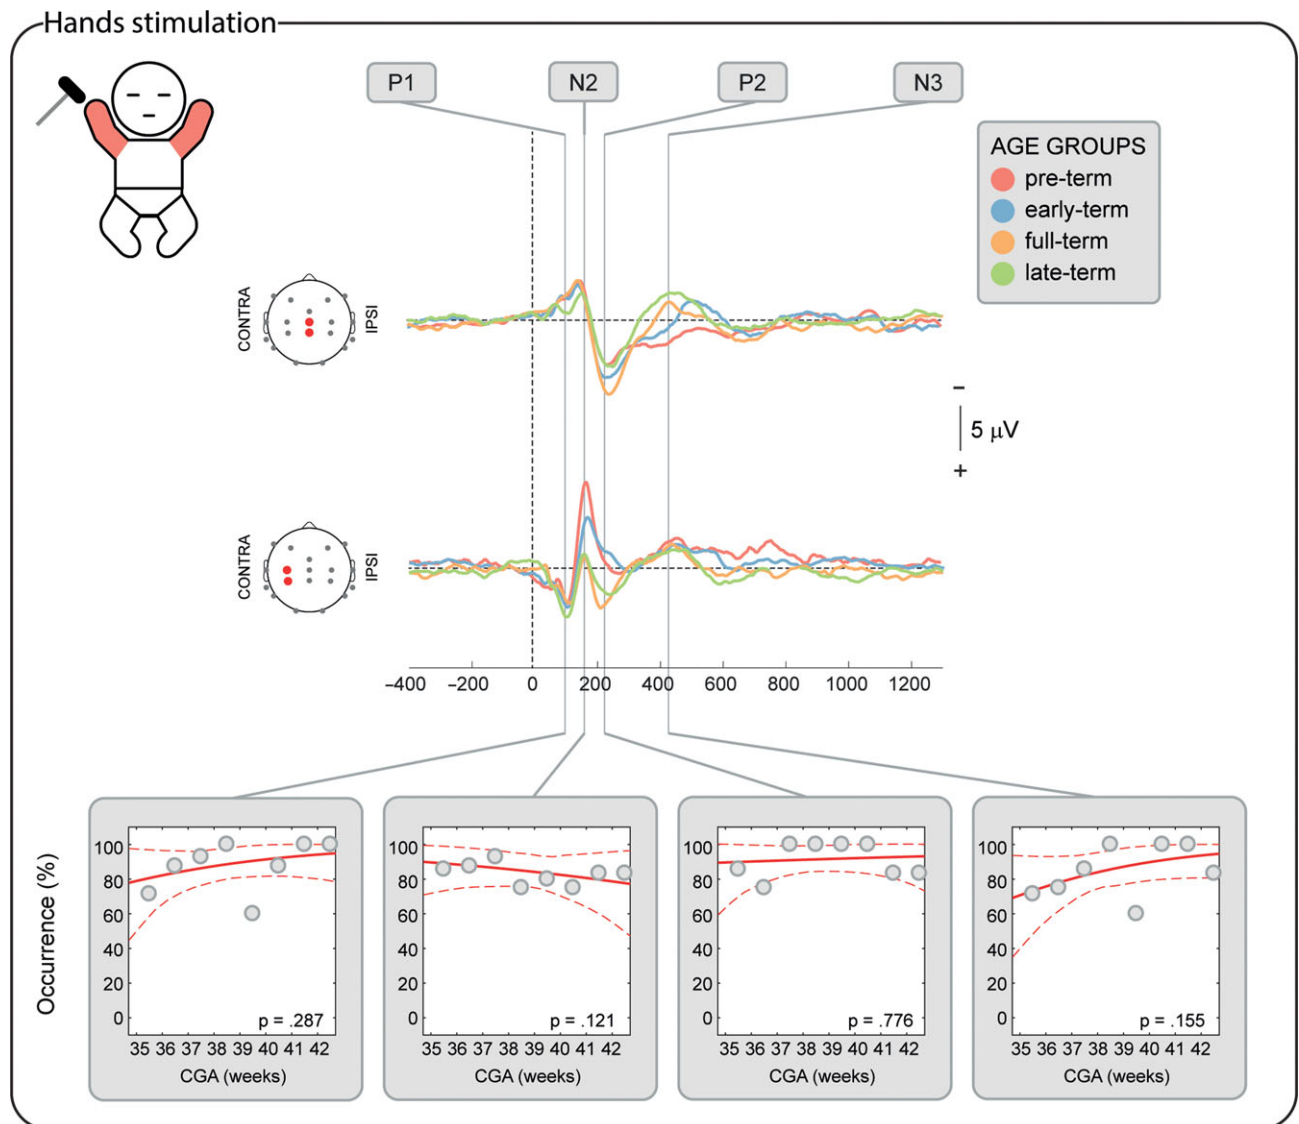 Hands stimulation
P1 N2 P2 N3
AGE GROUPS
pre-term
early-term
full-term
late-term
CONTRA IPSI
–
5 μV
+
CONTRA IPSI
–400 –200 0 200 400 600 800 1000 1200
Occurrence (%)
100
80
60
40
20
0
p = .287
35 36 37 38 39 40 41 42
CGA (weeks)
100
80
60
40
20
0
p = .121
35 36 37 38 39 40 41 42
CGA (weeks)
100
80
60
40
20
0
p = .776
35 36 37 38 39 40 41 42
CGA (weeks)
100
80
60
40
20
0
p = .155
35 36 37 38 39 40 41 42
CGA (weeks)